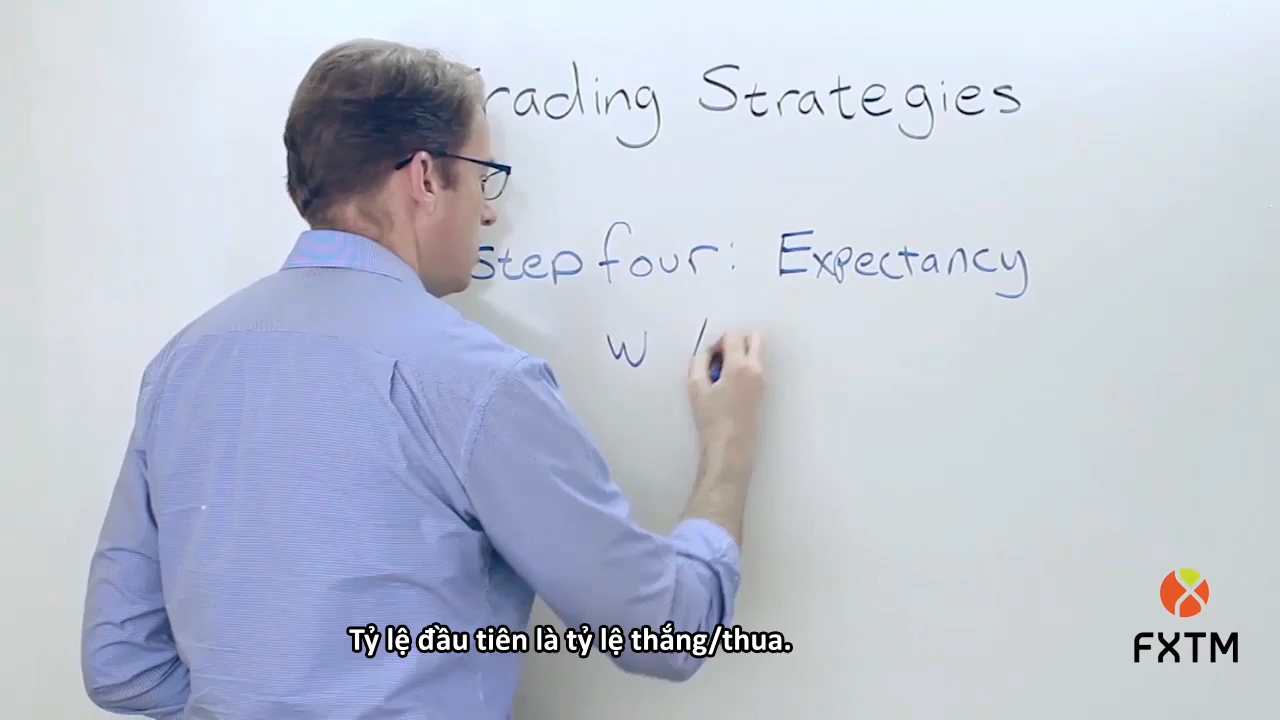 rading Strategies
step four: Expectancy
w /
Tỷ lệ đầu tiên là tỷ lệ thắng/thua.
FXTM